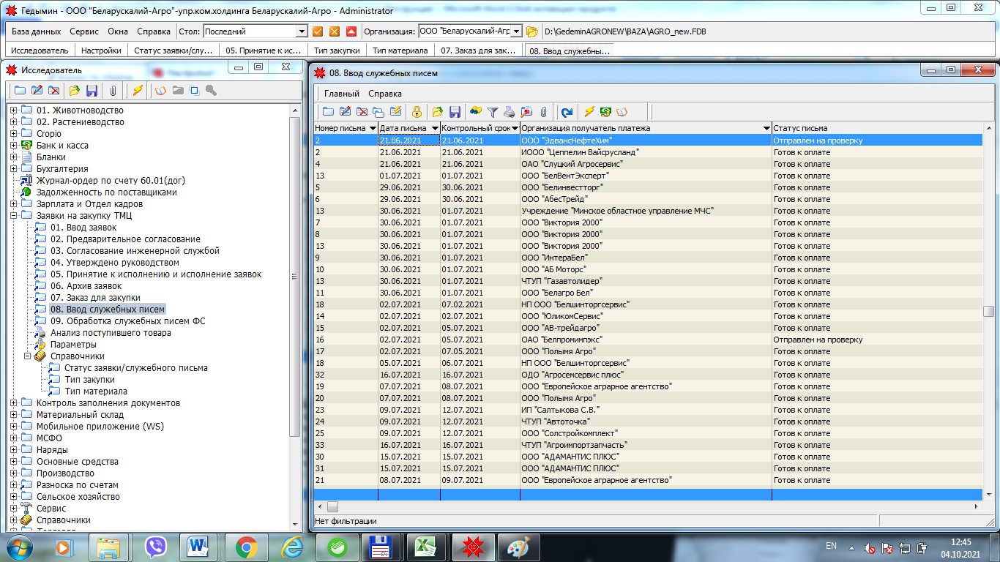 Гедымин - ООО "Беларускалий-Агро"-упр.ком.холдинга Беларускалий-Агро - Administrator
База данных Сервис Окна Справка Стол: Последний Организация: ООО "Беларускалий-Агр D:\GedeminAGRONEW\BAZA\AGRO_new.FDB
Исследователь Настройки Статус заявки/слу... 05. Принятие к ис... Тип закупки Тип материала 07. Заказ для зак... 08. Ввод служебны...
Исследователь
01. Животноводство
02. Растениеводство
Cropio
Банк и касса
Бланки
Бухгалтерия
Журнал-ордер по счету 60.01(дог)
Задолженность по поставщиками
Зарплата и Отдел кадров
Заявки на закупку ТМЦ
01. Ввод заявок
02. Предварительное согласование
03. Согласование инженерной службой
04. Утверждено руководством
05. Принятие к исполнению и исполнение заявок
06. Архив заявок
07. Заказ для закупки
08. Ввод служебных писем
09. Обработка служебных писем ФС
Анализ поступившего товара
Параметры
Справочники
Статус заявки/служебного письма
Тип закупки
Тип материала
Контроль заполнения документов
Материальный склад
Мобильное приложение (WS)
МСФО
Наряды
Основные средства
Производство
Разноска по счетам
Сельское хозяйство
Сервис
Справочники
08. Ввод служебных писем
Главный Справка
Номер письма Дата письма Контрольный срок Организация получатель платежа Статус письма
2 21.06.2021 21.06.2021 ООО "ЭдвансНефтеХим" Отправлен на проверку
2 21.06.2021 21.06.2021 ИООО "Цеппелин Вайсрусланд" Готов к оплате
4 21.06.2021 21.06.2021 ОАО "Слуцкий Агросервис" Готов к оплате
13 01.07.2021 01.07.2021 ООО "БелВентЭксперт" Готов к оплате
5 29.06.2021 30.06.2021 ООО "Белинвестторг" Готов к оплате
6 29.06.2021 30.06.2021 ООО "АбесТрейд" Готов к оплате
13 30.06.2021 01.07.2021 Учреждение "Минское областное управление МЧС" Готов к оплате
7 30.06.2021 01.07.2021 ООО "Виктория 2000" Готов к оплате
8 30.06.2021 01.07.2021 ООО "Виктория 2000" Готов к оплате
13 30.06.2021 01.07.2021 ООО "Виктория 2000" Готов к оплате
9 30.06.2021 01.07.2021 ООО "ИнтераБел" Готов к оплате
10 30.06.2021 01.07.2021 ООО "АБ Моторс" Готов к оплате
13 30.06.2021 01.07.2021 ЧТУП "Газавтолидер" Готов к оплате
11 30.06.2021 01.07.2021 ООО "Белагро Бел" Готов к оплате
18 02.07.2021 07.02.2021 НП ООО "Белшинторгсервис" Готов к оплате
14 02.07.2021 02.07.2021 ООО "ЮликомСервис" Готов к оплате
15 02.07.2021 02.07.2021 ООО "АВ-трейдагро" Готов к оплате
16 02.07.2021 05.07.2021 ОАО "Белпромимпэкс" Отправлен на проверку
17 02.07.2021 07.05.2021 ООО "Полымя Агро" Готов к оплате
18 05.07.2021 06.07.2021 НП ООО "Белшинторгсервис" Готов к оплате
32 16.07.2021 16.07.2021 ОДО "Агросемсервис плюс" Готов к оплате
19 07.07.2021 08.07.2021 ООО "Европейское аграрное агентство" Готов к оплате
20 07.07.2021 08.07.2021 ООО "Полымя Агро" Готов к оплате
23 09.07.2021 12.07.2021 ИП "Салтыкова С.В." Готов к оплате
24 09.07.2021 12.07.2021 ЧТУП "Автоточка" Готов к оплате
25 09.07.2021 12.07.2021 ООО "Солстройкомплект" Готов к оплате
33 16.07.2021 16.07.2021 ЧТУП "Агроимпортзапчасть" Готов к оплате
30 15.07.2021 15.07.2021 ООО "АДАМАНТИС ПЛЮС" Готов к оплате
31 15.07.2021 15.07.2021 ООО "АДАМАНТИС ПЛЮС" Готов к оплате
21 08.07.2021 09.07.2021 ООО "Европейское аграрное агентство" Готов к оплате
Нет фильтрации
EN 12:45
04.10.2021